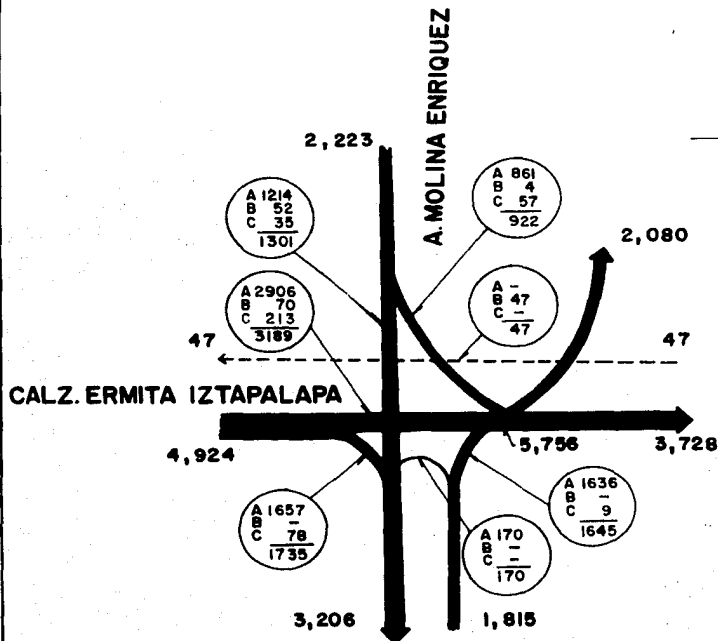 A. MOLINA ENRIQUEZ
2,223
A 1214
B 52
C 35
1301
A 861
B 4
C 57
922
2,080
A 2906
B 70
C 213
3189
A -
B 47
C -
47
47
47
CALZ. ERMITA IZTAPALAPA
4,924
5,756
3,728
A 1657
B -
C 78
1735
A 170
B -
C -
170
A 1636
B -
C 9
1645
3,206
1,815